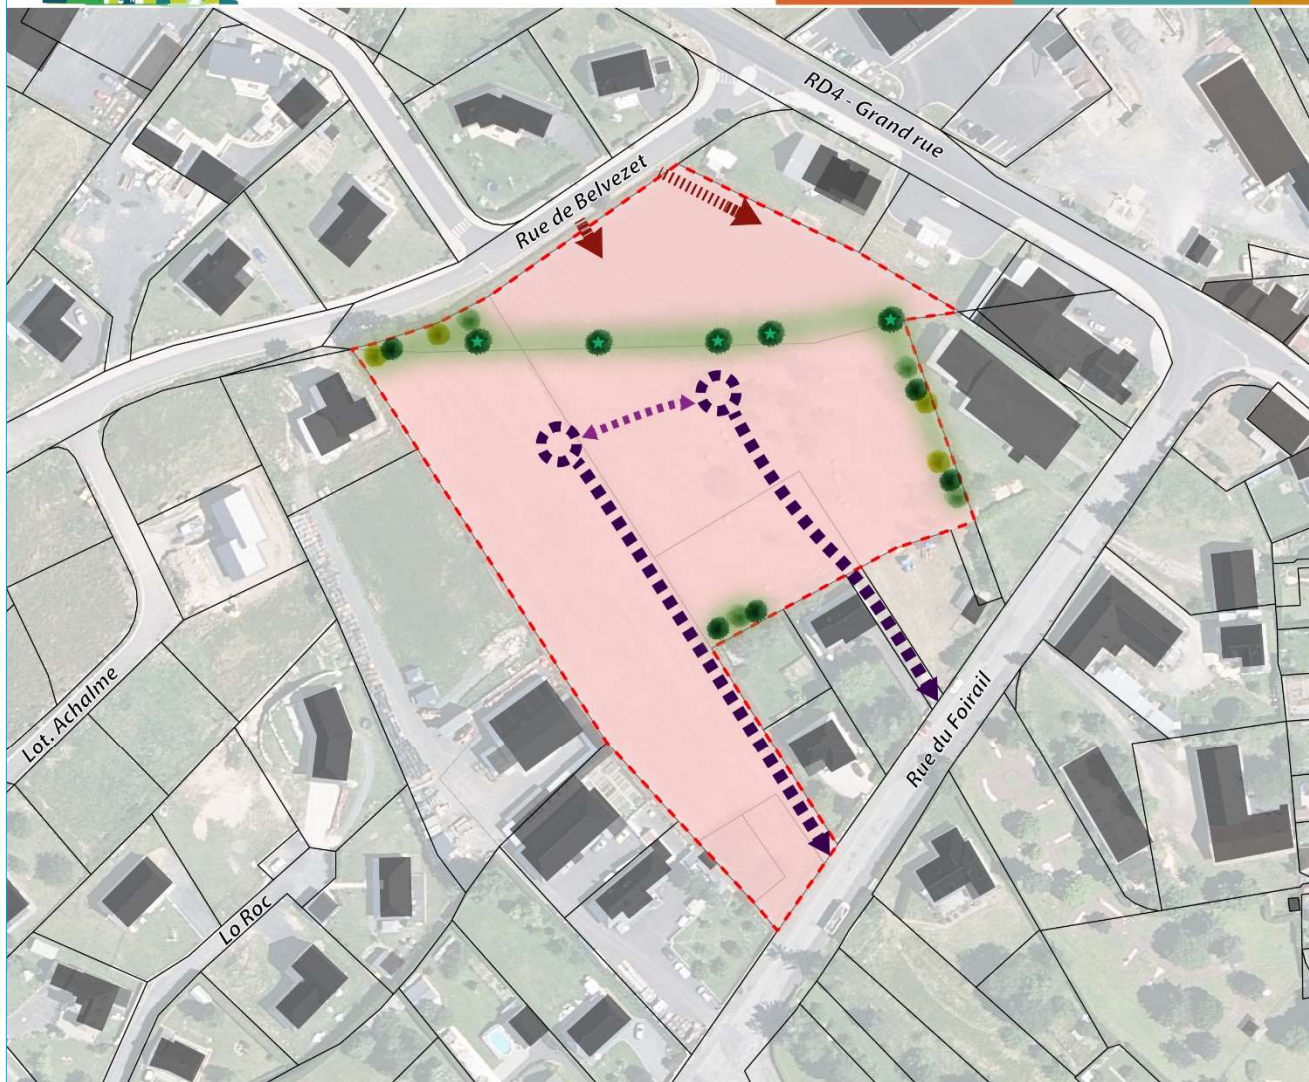 RD4 - Grand rue
Rue de Belvezet
Lot. Achalme
Rue du Foirail
Lo Roc